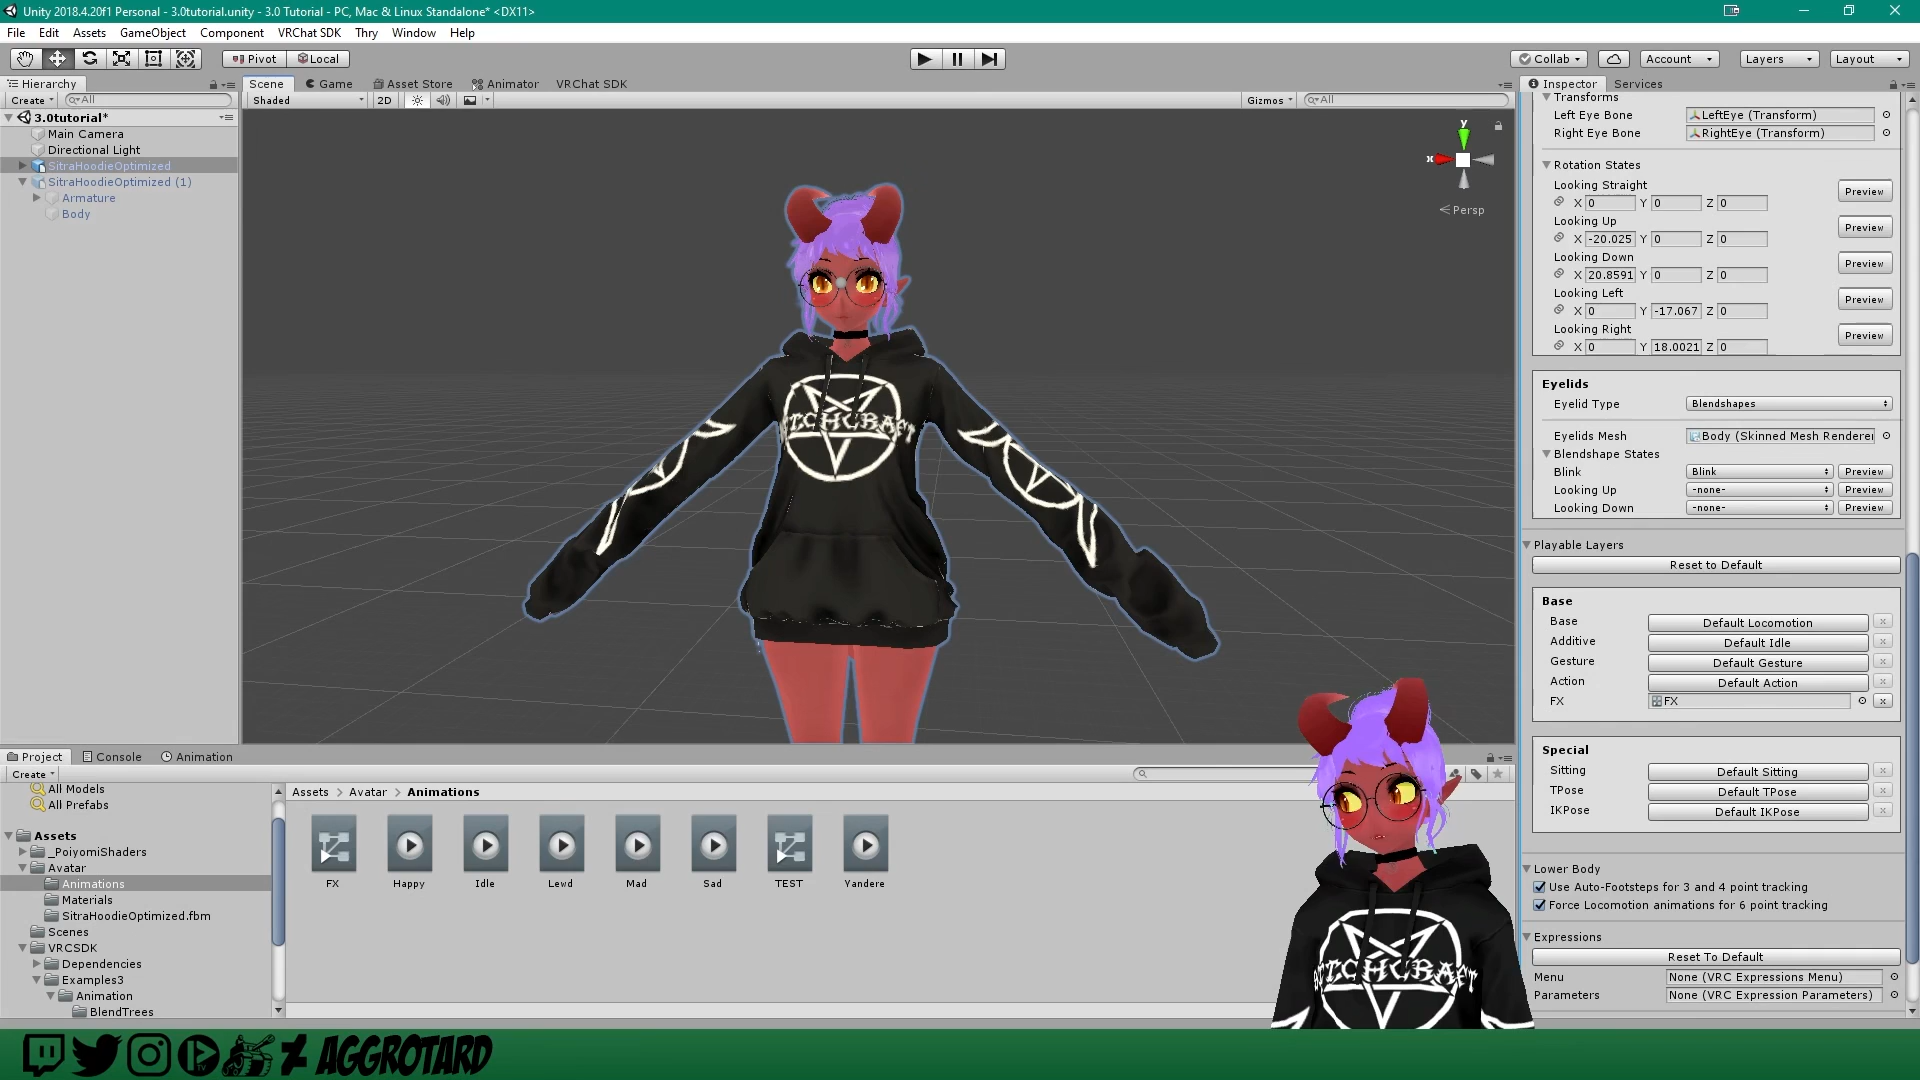 Unity 2018.4.20f1 Personal - 3.0tutorial.unity - 3.0 Tutorial - PC, Mac & Linux Standalone* <DX11>
File Edit Assets GameObject Component VRChat SDK Thry Window Help
Pivot Local Collab Account Layers Layout
Hierarchy Scene Game Asset Store Animator VRChat SDK Inspector Services
Create All Shaded 2D Gizmos All
3.0tutorial*
Main Camera
Directional Light
SitraHoodieOptimized
SitraHoodieOptimized (1)
Armature
Body
y
x
Persp
WITCHCRAFT
Transforms
Left Eye Bone LeftEye (Transform)
Right Eye Bone RightEye (Transform)
Rotation States
Looking Straight
X 0 Y 0 Z 0 Preview
Looking Up
X -20.025 Y 0 Z 0 Preview
Looking Down
X 20.8591 Y 0 Z 0 Preview
Looking Left
X 0 Y -17.067 Z 0 Preview
Looking Right
X 0 Y 18.0021 Z 0 Preview
Eyelids
Eyelid Type Blendshapes
Eyelids Mesh Body (Skinned Mesh Renderer
Blendshape States
Blink Blink Preview
Looking Up -none- Preview
Looking Down -none- Preview
Playable Layers
Reset to Default
Base
Base Default Locomotion x
Additive Default Idle x
Gesture Default Gesture x
Action Default Action x
FX FX x
Special
Sitting Default Sitting x
TPose Default TPose x
IKPose Default IKPose x
Lower Body
Use Auto-Footsteps for 3 and 4 point tracking
Force Locomotion animations for 6 point tracking
Expressions
Reset To Default
Menu None (VRC Expressions Menu)
Parameters None (VRC Expression Parameters)
Project Console Animation
Create
All Models
All Prefabs
Assets
_PoiyomiShaders
Avatar
Animations
Materials
SitraHoodieOptimized.fbm
Scenes
VRCSDK
Dependencies
Examples3
Animation
BlendTrees
Assets > Avatar > Animations
FX Happy Idle Lewd Mad Sad TEST Yandere
WITCHCRAFT
TV
AGGROTARD